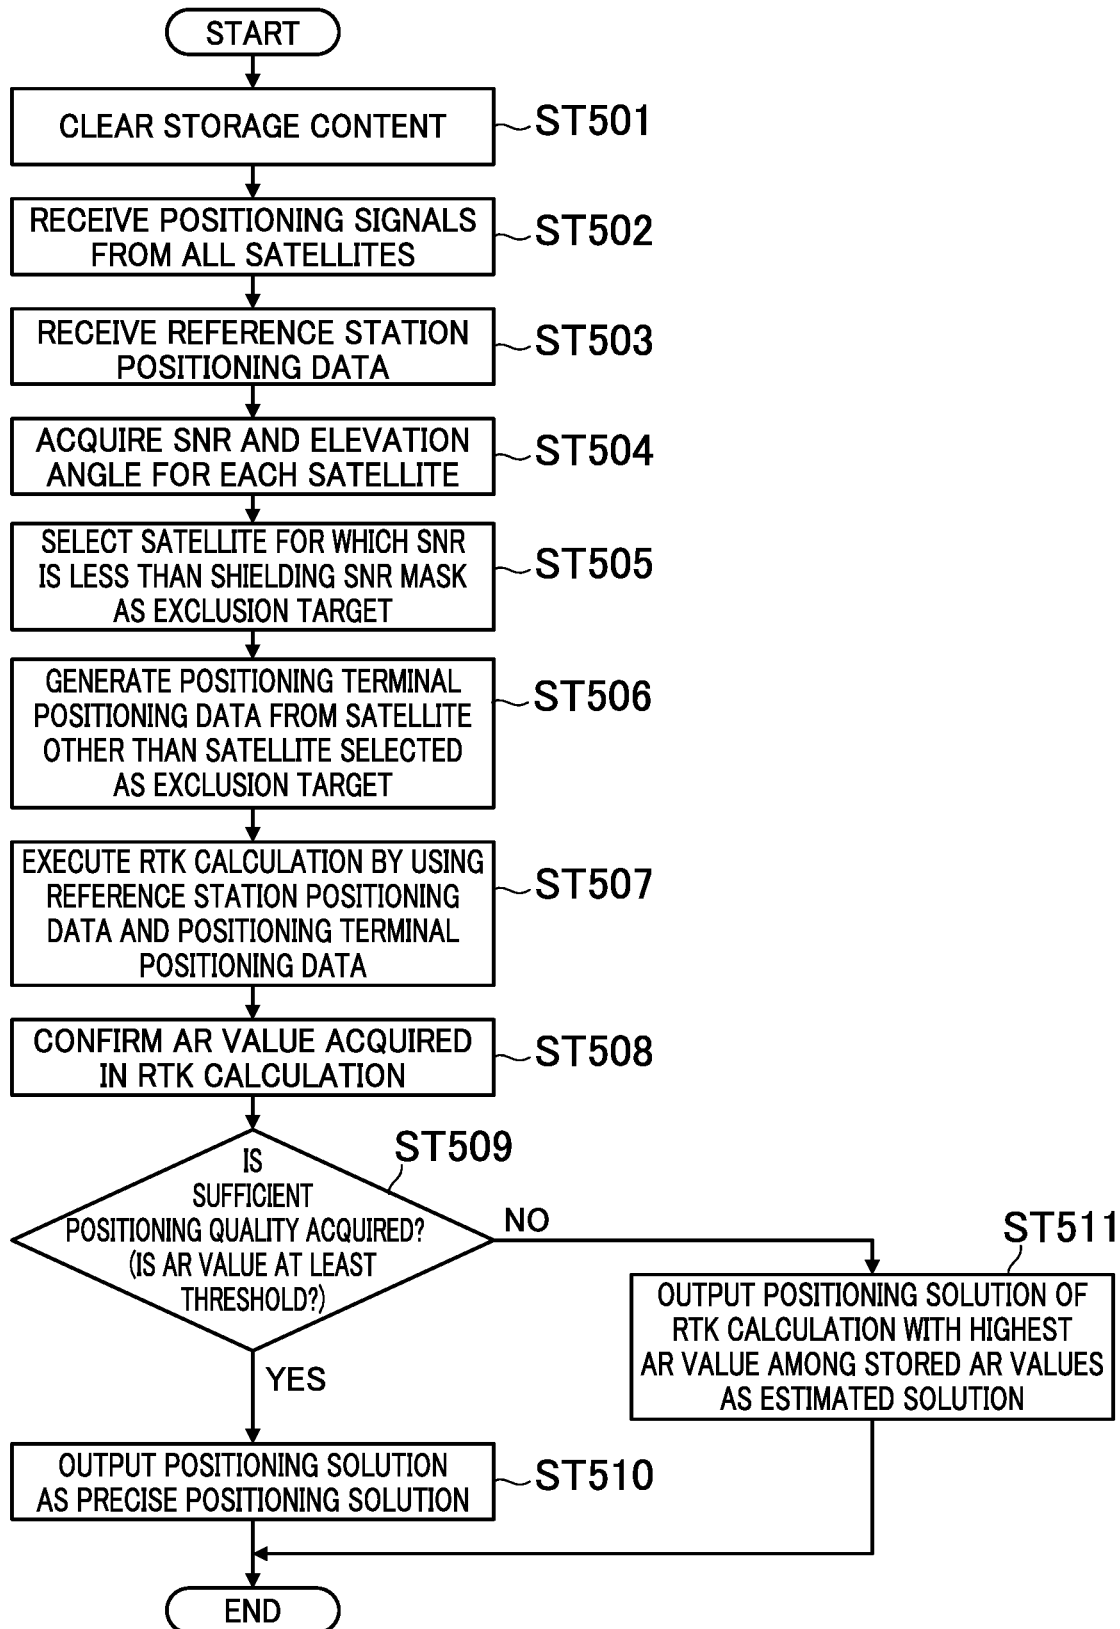 START
CLEAR STORAGE CONTENT
ST501
RECEIVE POSITIONING SIGNALS
FROM ALL SATELLITES
ST502
RECEIVE REFERENCE STATION
POSITIONING DATA
ST503
ACQUIRE SNR AND ELEVATION
ANGLE FOR EACH SATELLITE
ST504
SELECT SATELLITE FOR WHICH SNR
IS LESS THAN SHIELDING SNR MASK
AS EXCLUSION TARGET
ST505
GENERATE POSITIONING TERMINAL
POSITIONING DATA FROM SATELLITE
OTHER THAN SATELLITE SELECTED
AS EXCLUSION TARGET
ST506
EXECUTE RTK CALCULATION BY USING
REFERENCE STATION POSITIONING
DATA AND POSITIONING TERMINAL
POSITIONING DATA
ST507
CONFIRM AR VALUE ACQUIRED
IN RTK CALCULATION
ST508
IS
SUFFICIENT
POSITIONING QUALITY ACQUIRED?
(IS AR VALUE AT LEAST
THRESHOLD?)
ST509
NO
ST511
OUTPUT POSITIONING SOLUTION OF
RTK CALCULATION WITH HIGHEST
AR VALUE AMONG STORED AR VALUES
AS ESTIMATED SOLUTION
YES
OUTPUT POSITIONING SOLUTION
AS PRECISE POSITIONING SOLUTION
ST510
END